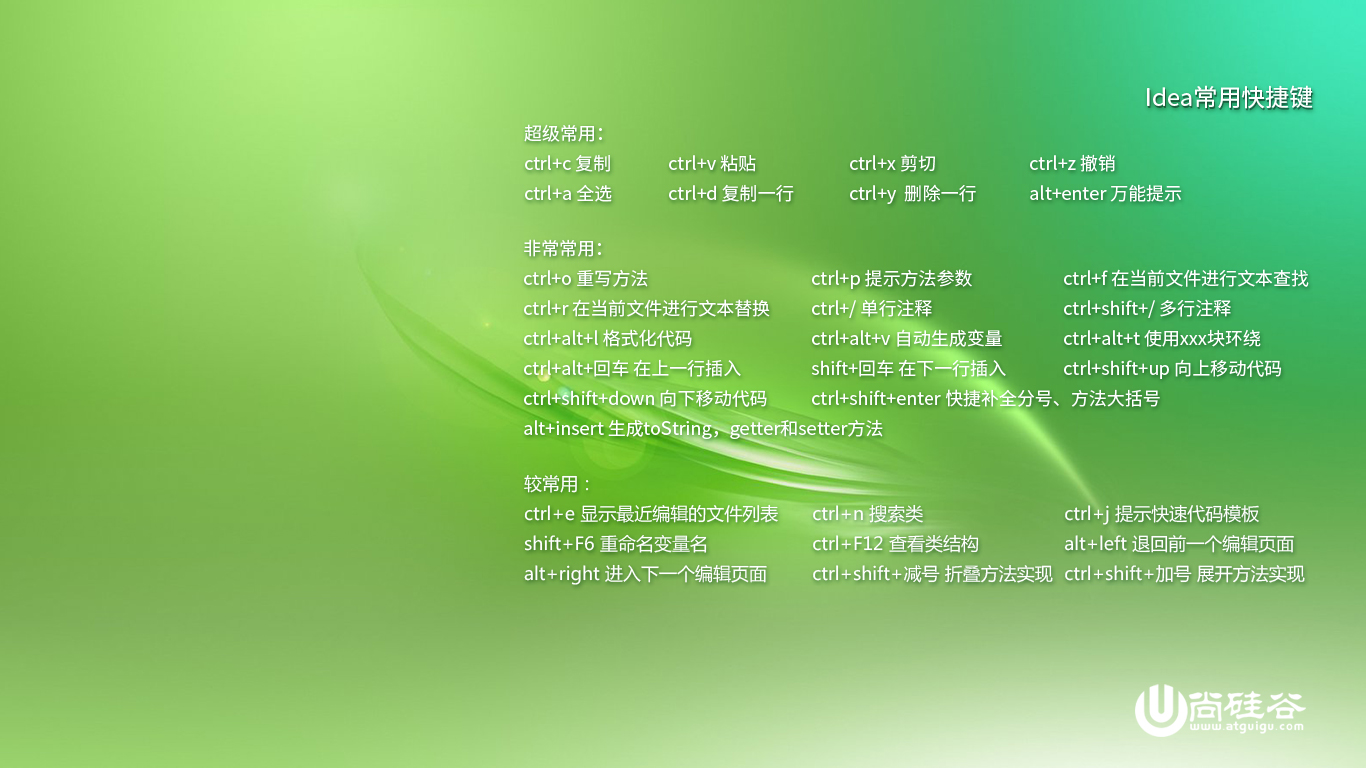 Idea常用快捷键
超级常用：
ctrl+c 复制 ctrl+v 粘贴 ctrl+x 剪切 ctrl+z 撤销
ctrl+a 全选 ctrl+d 复制一行 ctrl+y 删除一行 alt+enter 万能提示
非常常用：
ctrl+o 重写方法 ctrl+p 提示方法参数 ctrl+f 在当前文件进行文本查找
ctrl+r 在当前文件进行文本替换 ctrl+/ 单行注释 ctrl+shift+/ 多行注释
ctrl+alt+l 格式化代码 ctrl+alt+v 自动生成变量 ctrl+alt+t 使用xxx块环绕
ctrl+alt+回车 在上一行插入 shift+回车 在下一行插入 ctrl+shift+up 向上移动代码
ctrl+shift+down 向下移动代码 ctrl+shift+enter 快捷补全分号、方法大括号
alt+insert 生成toString，getter和setter方法
较常用：
ctrl+e 显示最近编辑的文件列表 ctrl+n 搜索类 ctrl+j 提示快速代码模板
shift+F6 重命名变量名 ctrl+F12 查看类结构 alt+left 退回前一个编辑页面
alt+right 进入下一个编辑页面 ctrl+shift+减号 折叠方法实现 ctrl+shift+加号 展开方法实现
尚硅谷
www.atguigu.com